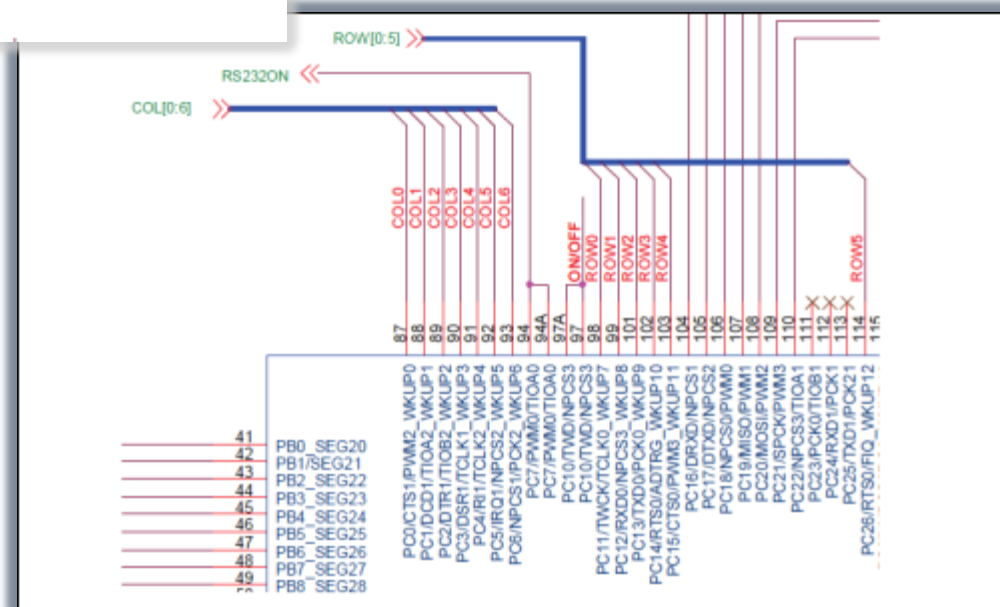 ROW[0:5]
RS232ON
COL[0:6]
COL0
COL1
COL2
COL3
COL4
COL5
COL6
ON/OFF
ROW0
ROW1
ROW2
ROW3
ROW4
ROW5
87
88
89
90
91
92
93
94
94A
97A
97
98
99
101
102
103
104
105
106
107
108
109
110
111
112
113
114
115
PC0/CTS1/PWM2_WKUP0
PC1/DCD1/TIOA2_WKUP1
PC2/DTR1/TIOB2_WKUP2
PC3/DSR1/TCLK1_WKUP3
PC4/RI1/TCLK2_WKUP4
PC5/IRQ1/NPCS2_WKUP5
PC6/NPCS1/PCK2_WKUP6
PC7/PWM0/TIOA0
PC7/PWM0/TIOA0
PC10/TWD/NPCS3
PC10/TWD/NPCS3
PC11/TWCK/TCLK0_WKUP7
PC12/RXD0/NPCS3_WKUP8
PC13/TXD0/PCK0_WKUP9
PC14/RTS0/ADTRG_WKUP10
PC15/CTS0/PWM3_WKUP11
PC16/DRXD/NPCS1
PC17/DTXD/NPCS2
PC18/NPCS0/PWM0
PC19/MISO/PWM1
PC20/MOSI/PWM2
PC21/SPCK/PWM3
PC22/NPCS3/TIOA1
PC23/PCK0/TIOB1
PC24/RXD1/PCK1
PC25/TXD1/PCK21
PC26/RTS0/FIQ_WKUP12
41
PB0_SEG20
42
PB1/SEG21
43
PB2_SEG22
44
PB3_SEG23
45
PB4_SEG24
46
PB5_SEG25
47
PB6_SEG26
48
PB7_SEG27
49
PB8_SEG28